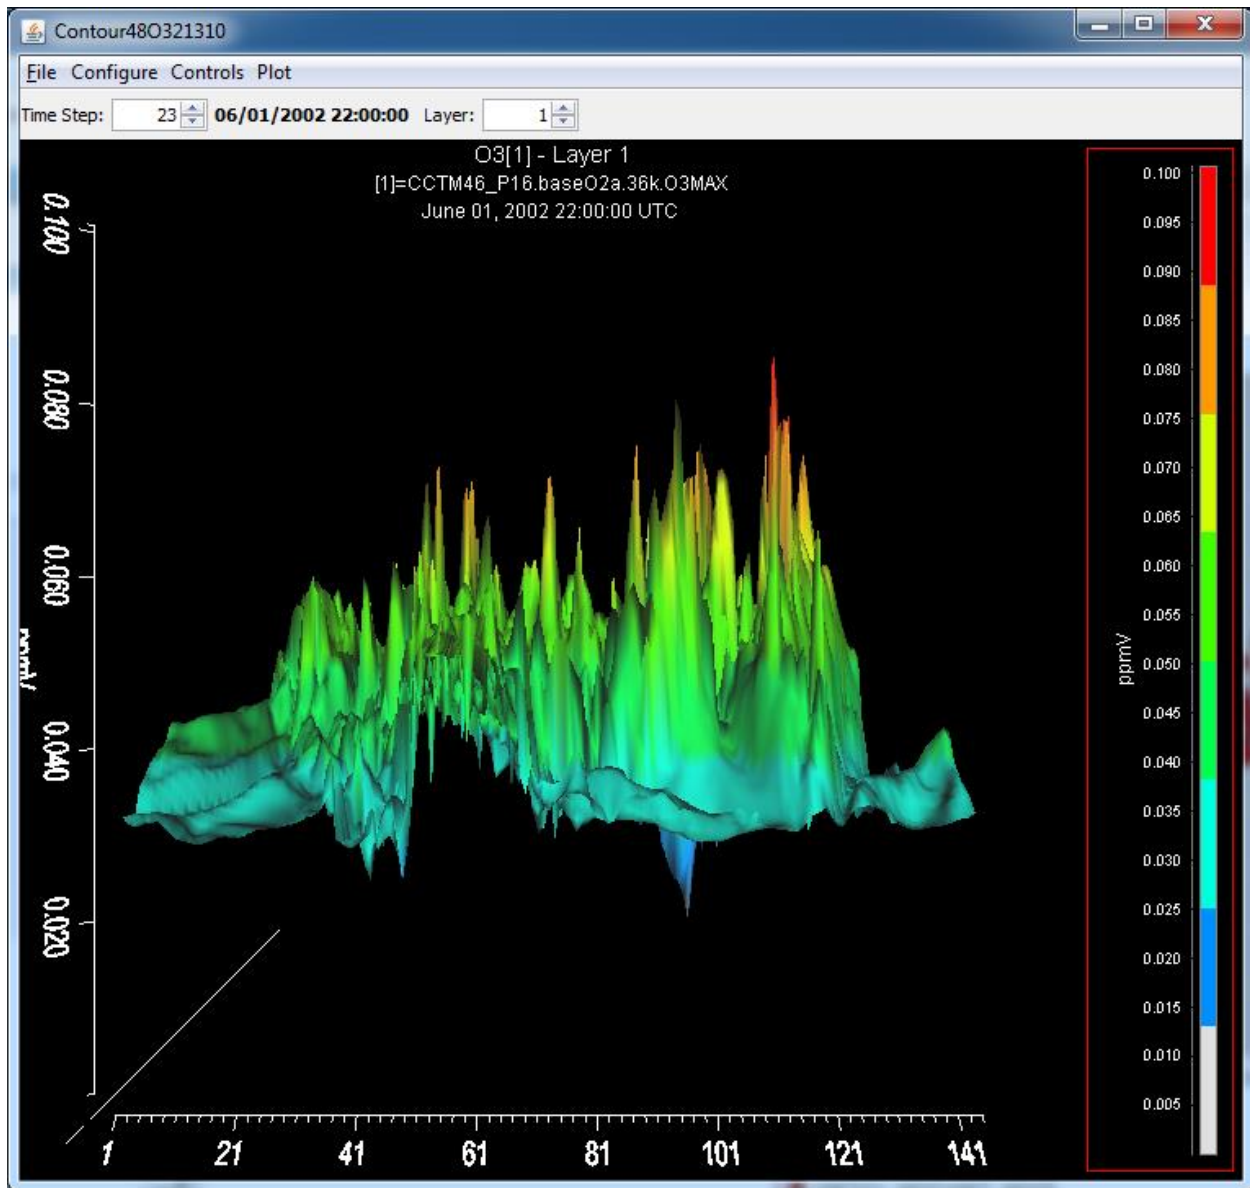 Contour48O321310
File Configure Controls Plot
Time Step: 23 06/01/2002 22:00:00 Layer: 1
O3[1] - Layer 1
[1]=CCTM46_P16.baseO2a.36k.O3MAX
June 01, 2002 22:00:00 UTC
0.100
0.080
0.060
0.040
0.020
1 21 41 61 81 101 121 141
ppmV
0.100
0.095
0.090
0.085
0.080
0.075
0.070
0.065
0.060
0.055
0.050
0.045
0.040
0.035
0.030
0.025
0.020
0.015
0.010
0.005
ppmV